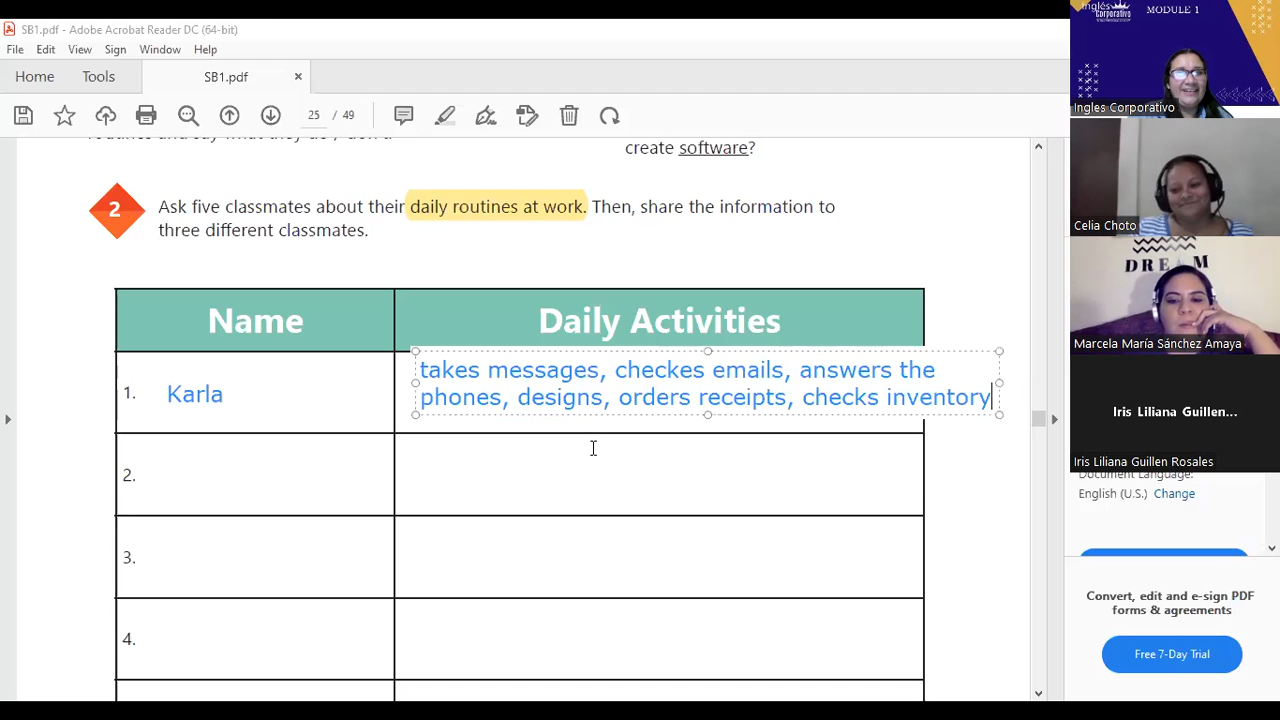 SB1.pdf - Adobe Acrobat Reader DC (64-bit)
File Edit View Sign Window Help
Home Tools SB1.pdf ×
25 / 49
create software?
2
Ask five classmates about their daily routines at work. Then, share the information to
three different classmates.
Name Daily Activities
1. Karla
takes messages, checkes emails, answers the
phones, designs, orders receipts, checks inventory
2.
3.
4.
Inglés
Corporativo
MODULE 1
Ingles Corporativo
Celia Choto
DREAM
Marcela María Sánchez Amaya
Iris Liliana Guillen...
Iris Liliana Guillen Rosales
Document Language:
English (U.S.) Change
Convert, edit and e-sign PDF
forms & agreements
Free 7-Day Trial